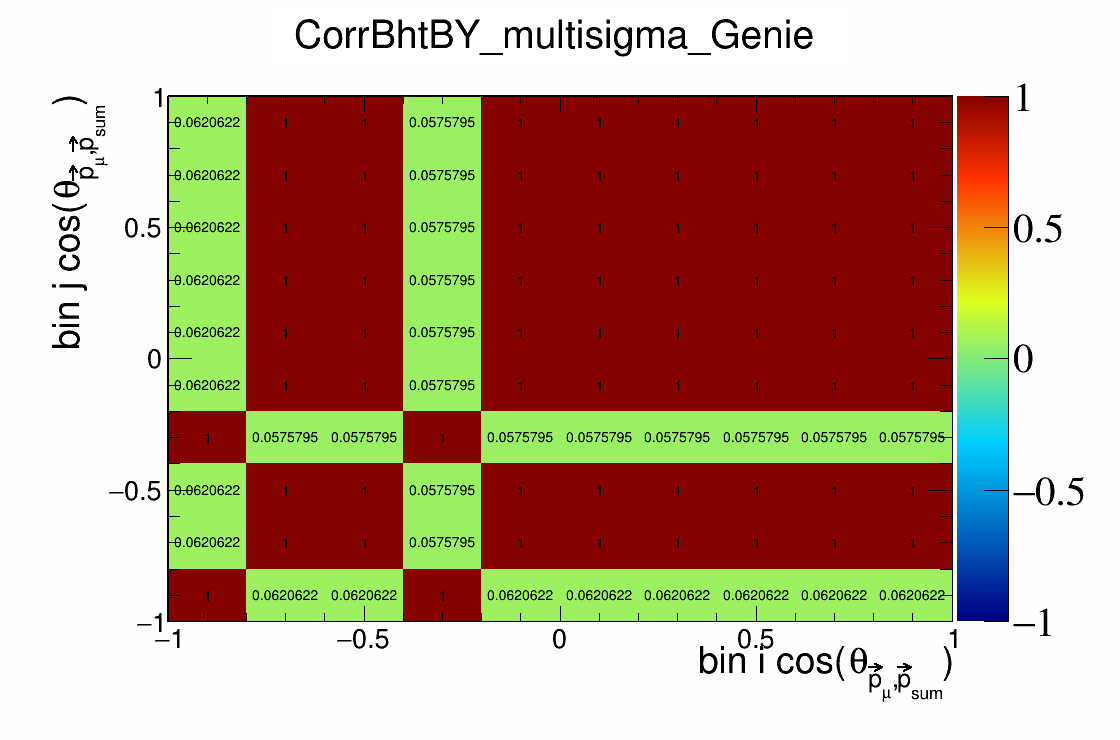 CorrBhtBY_multisigma_Genie
bin j cos(θ p⃗μ,p⃗sum)
1
0.5
0
−0.5
−1
0.0620622 1 1 0.0575795 1 1 1 1 1 1
0.0620622 1 1 0.0575795 1 1 1 1 1 1
0.0620622 1 1 0.0575795 1 1 1 1 1 1
0.0620622 1 1 0.0575795 1 1 1 1 1 1
0.0620622 1 1 0.0575795 1 1 1 1 1 1
0.0620622 1 1 0.0575795 1 1 1 1 1 1
1 0.0575795 0.0575795 1 0.0575795 0.0575795 0.0575795 0.0575795 0.0575795 0.0575795
0.0620622 1 1 0.0575795 1 1 1 1 1 1
0.0620622 1 1 0.0575795 1 1 1 1 1 1
1 0.0620622 0.0620622 1 0.0620622 0.0620622 0.0620622 0.0620622 0.0620622 0.0620622
−1 −0.5 0 0.5 1
bin i cos(θ p⃗μ,p⃗sum)
1
0.5
0
−0.5
−1